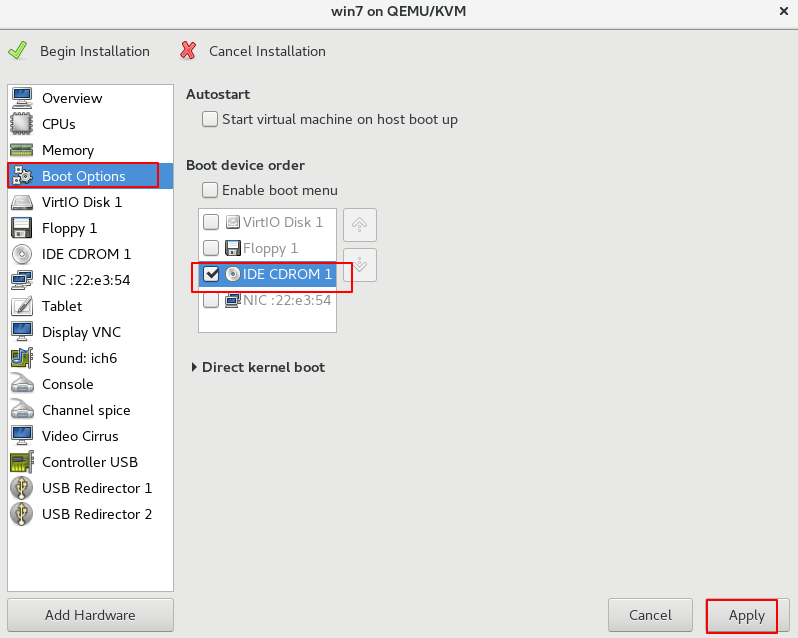 win7 on QEMU/KVM
Begin Installation
Cancel Installation
Overview
CPUs
Memory
Boot Options
VirtIO Disk 1
Floppy 1
IDE CDROM 1
NIC :22:e3:54
Tablet
Display VNC
Sound: ich6
Console
Channel spice
Video Cirrus
Controller USB
USB Redirector 1
USB Redirector 2
Add Hardware
Autostart
Start virtual machine on host boot up
Boot device order
Enable boot menu
VirtIO Disk 1
Floppy 1
IDE CDROM 1
NIC :22:e3:54
Direct kernel boot
Cancel
Apply